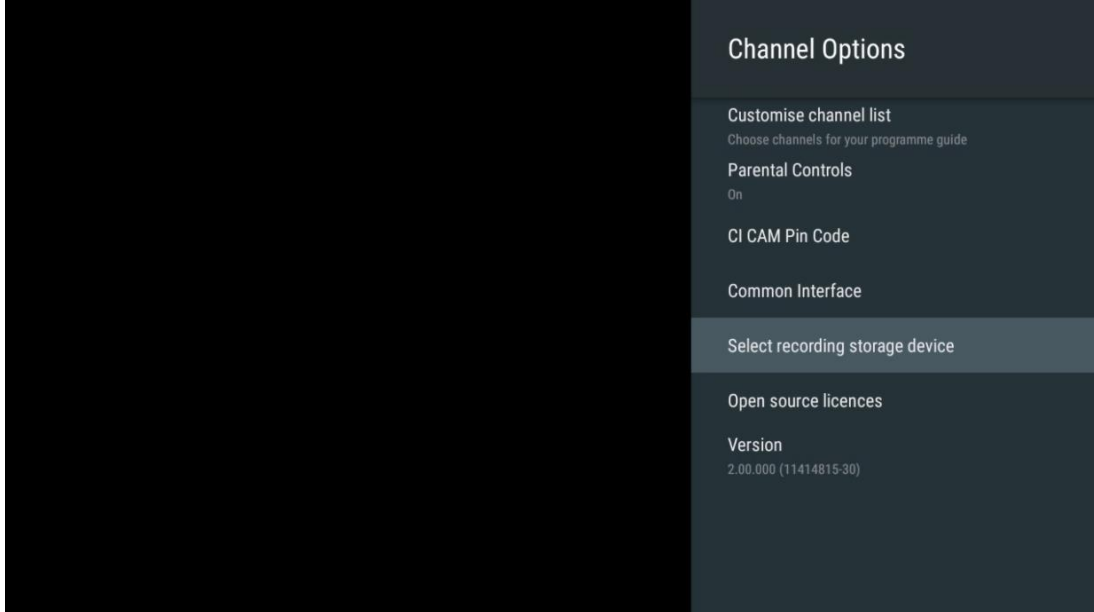 Channel Options
Customise channel list
Choose channels for your programme guide
Parental Controls
On
CI CAM Pin Code
Common Interface
Select recording storage device
Open source licences
Version
2.00.000 (11414815-30)